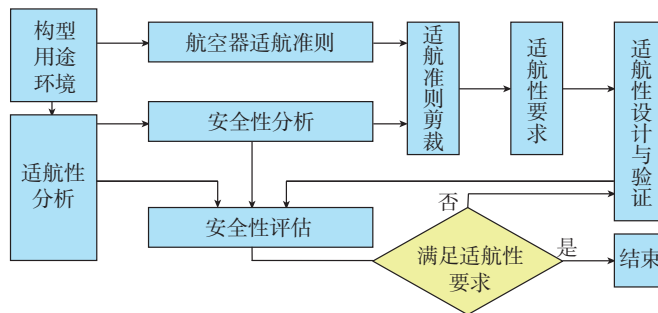 构型
用途
环境
航空器适航准则
适航准则剪裁
适航性要求
适航性设计与验证
适航性
分析
安全性分析
安全性评估
否
满足适航性
要求
是
结束